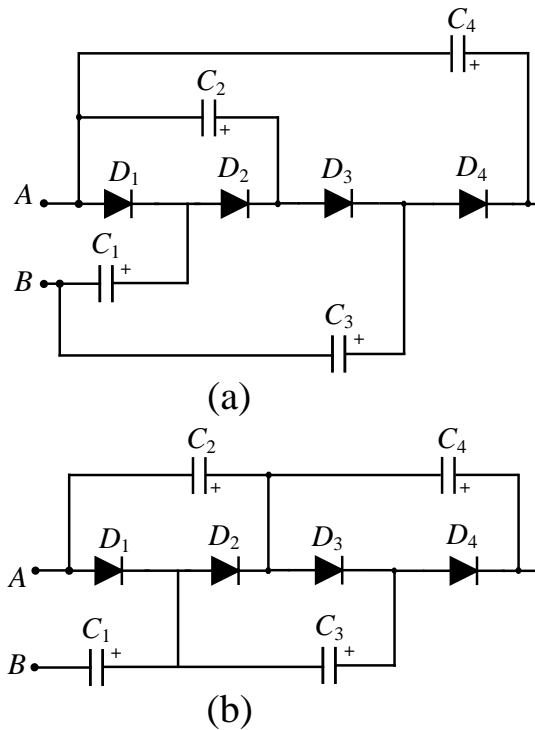 C4
C2
D1 D2 D3 D4
A
+ + + +
C1
B
C3
(a)
C2 C4
+ +
D1 D2 D3 D4
A
C1 C3
B
+ +
(b)